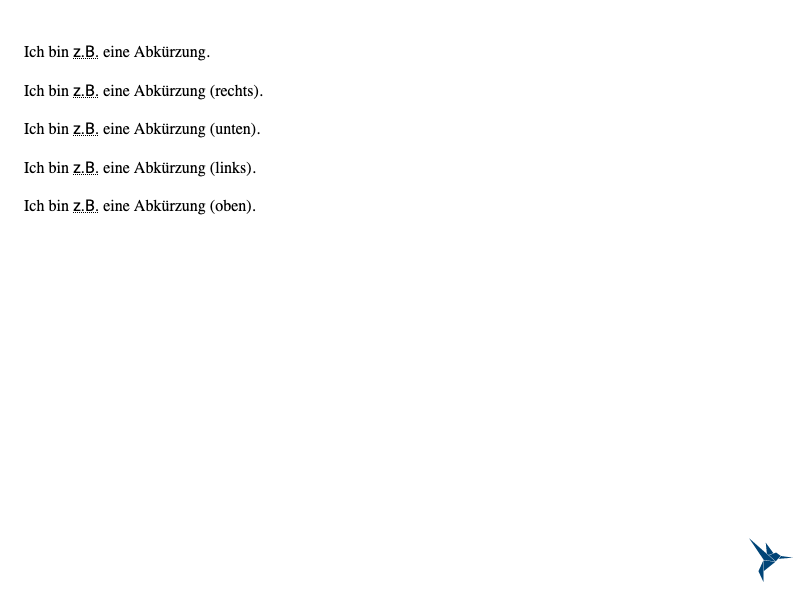 Ich bin z.B. eine Abkürzung.
Ich bin z.B. eine Abkürzung (rechts).
Ich bin z.B. eine Abkürzung (unten).
Ich bin z.B. eine Abkürzung (links).
Ich bin z.B. eine Abkürzung (oben).